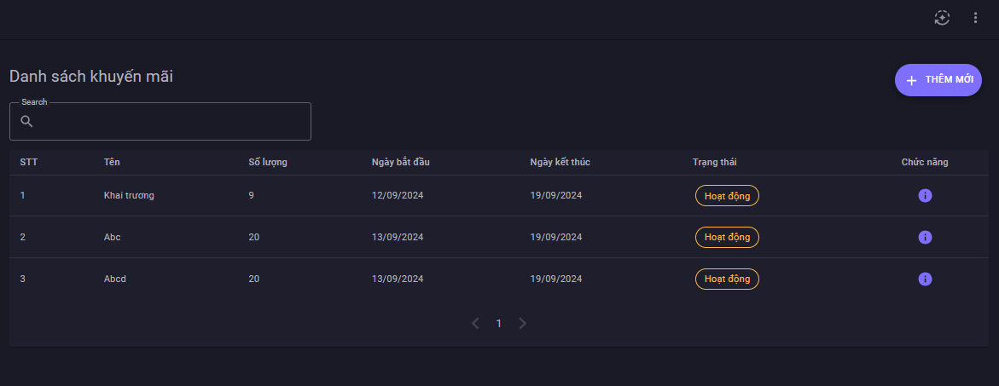 Danh sách khuyến mãi
THÊM MỚI
Search
STT Tên Số lượng Ngày bắt đầu Ngày kết thúc Trạng thái Chức năng
1 Khai trương 9 12/09/2024 19/09/2024 Hoạt động
2 Abc 20 13/09/2024 19/09/2024 Hoạt động
3 Abcd 20 13/09/2024 19/09/2024 Hoạt động
1